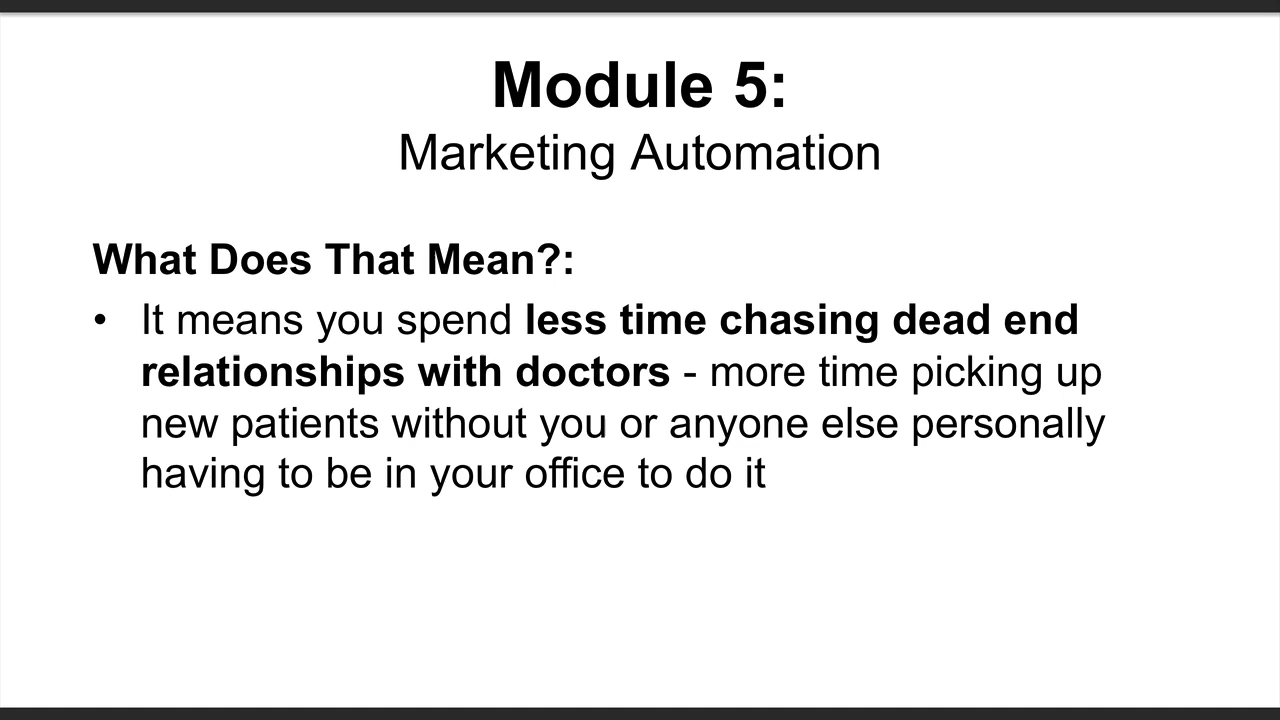 Module 5:
Marketing Automation
What Does That Mean?:
• It means you spend less time chasing dead end
relationships with doctors - more time picking up
new patients without you or anyone else personally
having to be in your office to do it